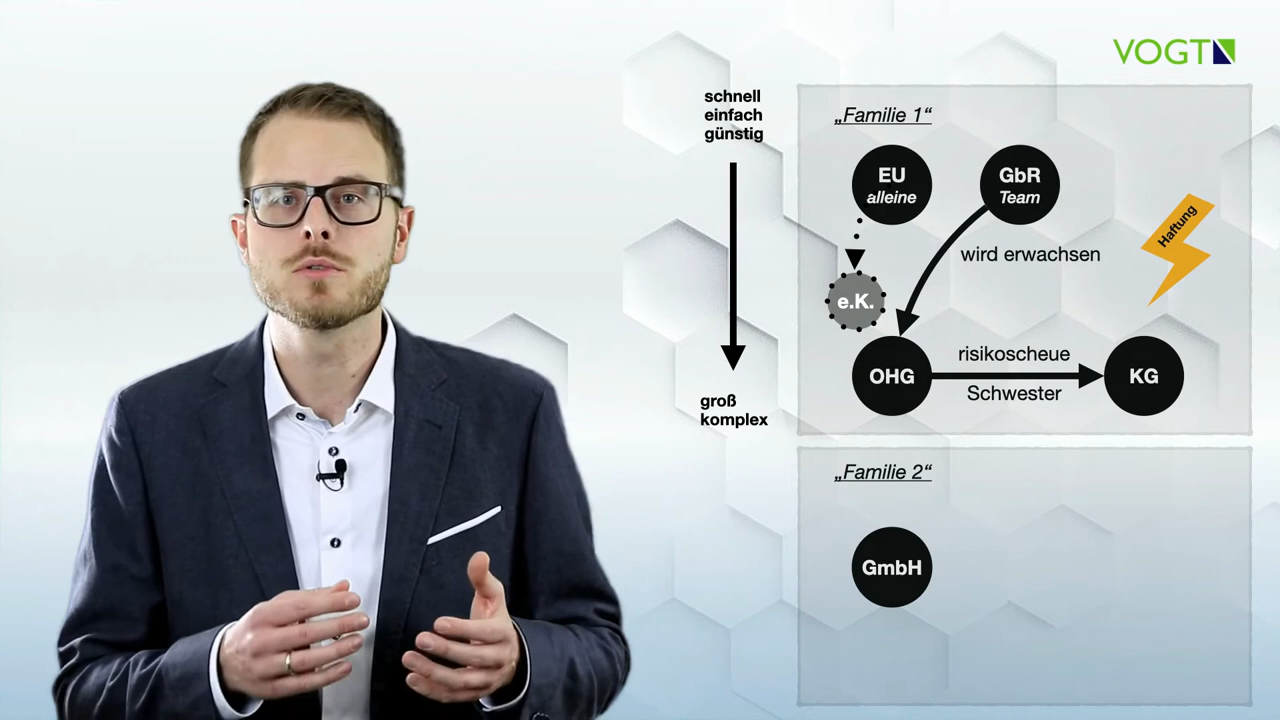 VOGT
schnell
einfach
günstig
groß
komplex
„Familie 1“
EU
alleine
GbR
Team
Haftung
wird erwachsen
e.K.
OHG
risikoscheue
Schwester
KG
„Familie 2“
GmbH